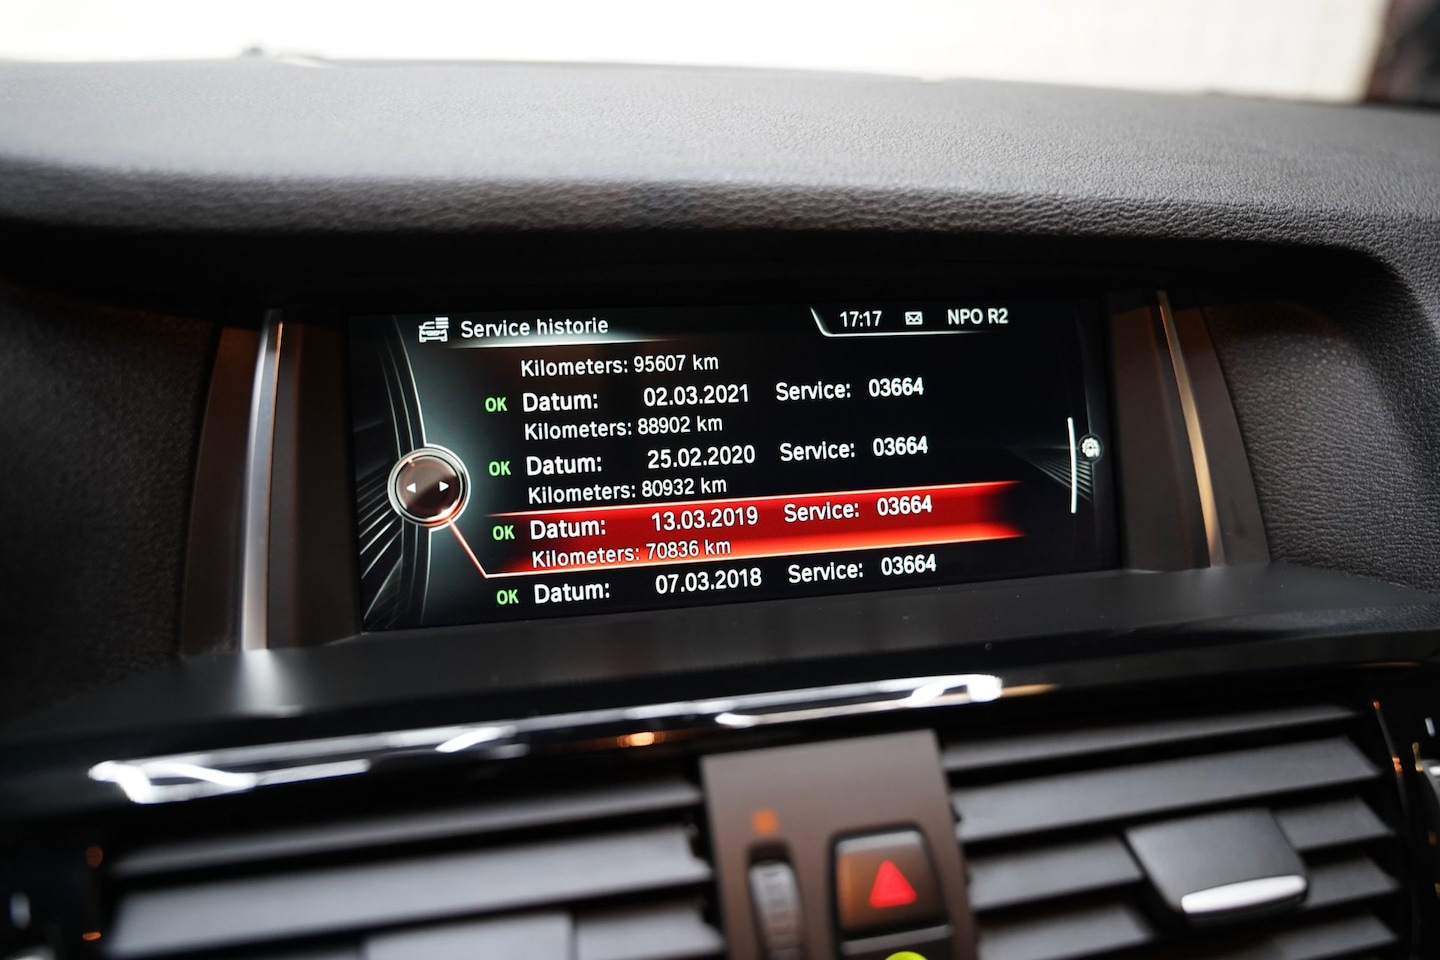 Service historie 17:17 NPO R2
Kilometers: 95607 km
OK Datum: 02.03.2021 Service: 03664
Kilometers: 88902 km
OK Datum: 25.02.2020 Service: 03664
Kilometers: 80932 km
OK Datum: 13.03.2019 Service: 03664
Kilometers: 70836 km
OK Datum: 07.03.2018 Service: 03664